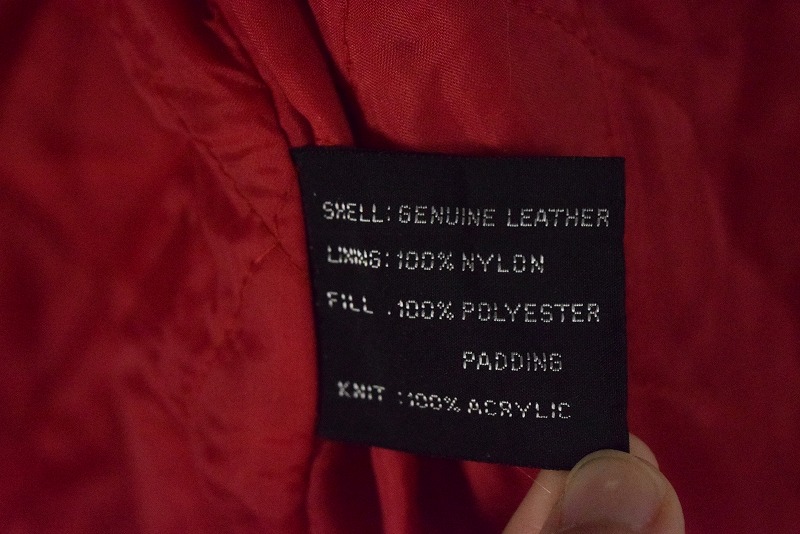 SHELL: GENUINE LEATHER
LINING: 100% NYLON
FILL : 100% POLYESTER
PADDING
KNIT : 100% ACRYLIC